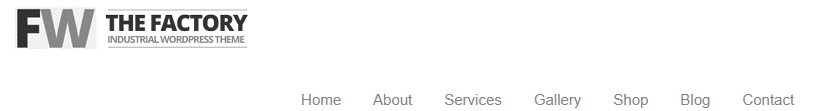 FW THE FACTORY
INDUSTRIAL WORDPRESS THEME
Home About Services Gallery Shop Blog Contact